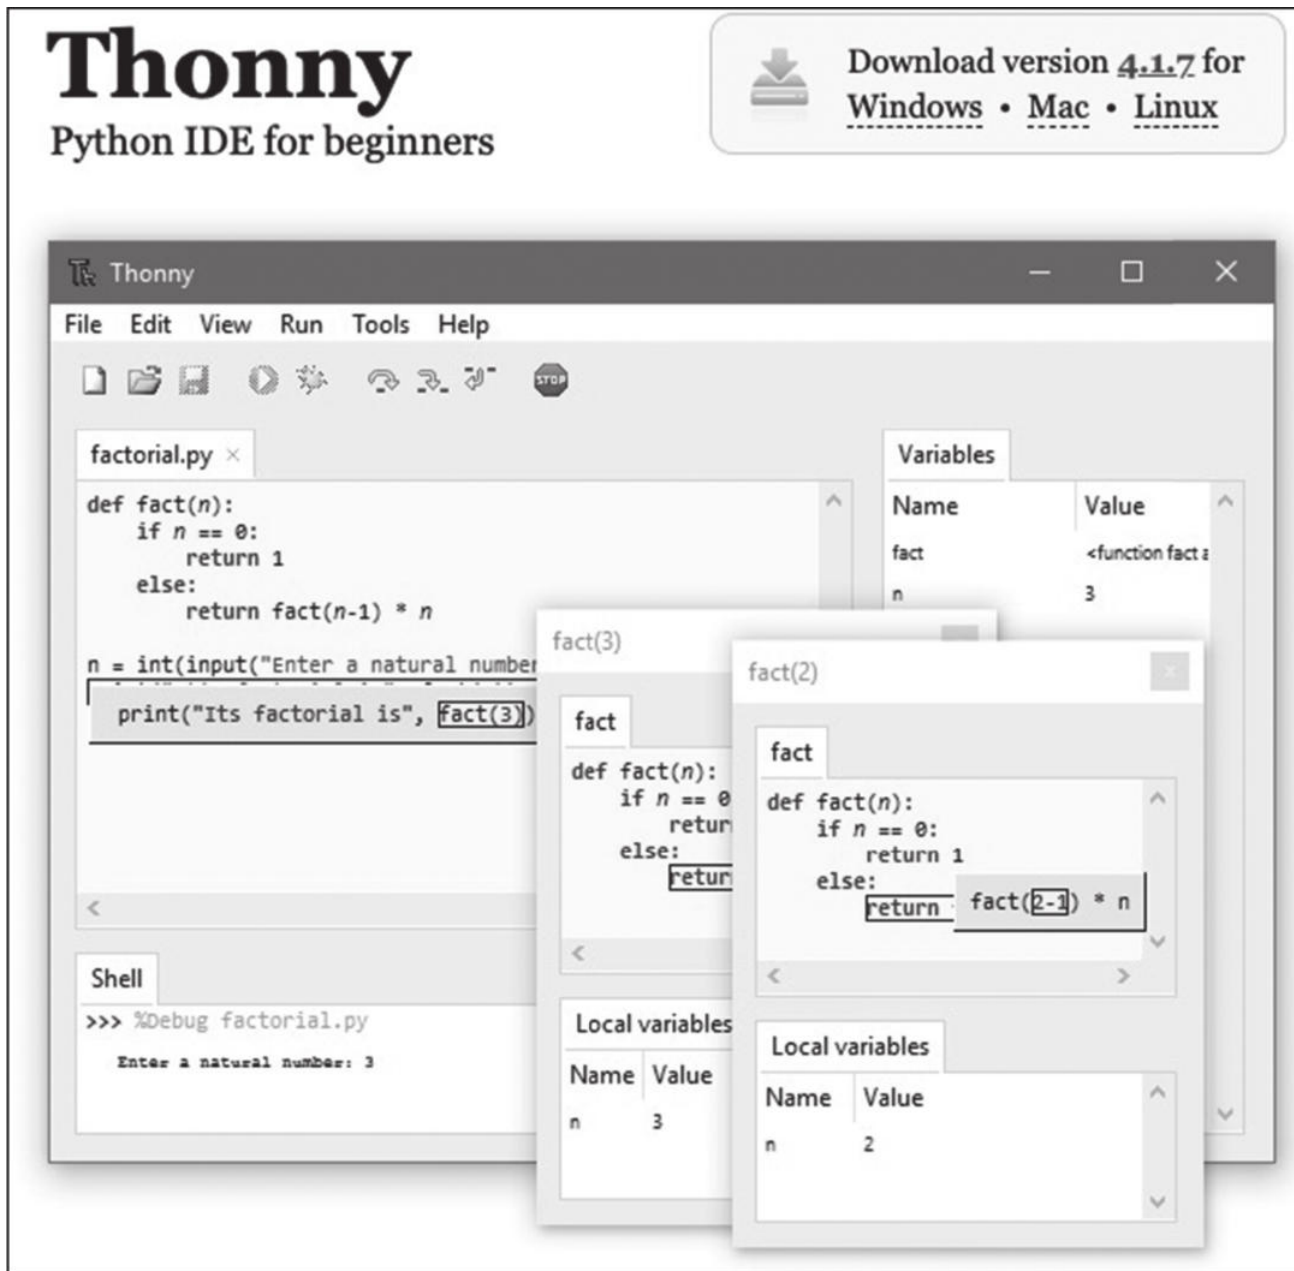 Thonny
Python IDE for beginners
Download version 4.1.7 for
Windows • Mac • Linux
Th Thonny
File Edit View Run Tools Help
STOP
factorial.py ×
def fact(n):
    if n == 0:
        return 1
    else:
        return fact(n-1) * n
n = int(input("Enter a natural number
print("Its factorial is", fact(3))
Variables
Name Value
fact <function fact a
n 3
fact(3)
fact
def fact(n):
    if n == 0
        retur
    else:
        retur
Local variables
Name Value
n 3
fact(2)
fact
def fact(n):
    if n == 0:
        return 1
    else:
        return fact(2-1) * n
Local variables
Name Value
n 2
Shell
>>> %Debug factorial.py
Enter a natural number: 3